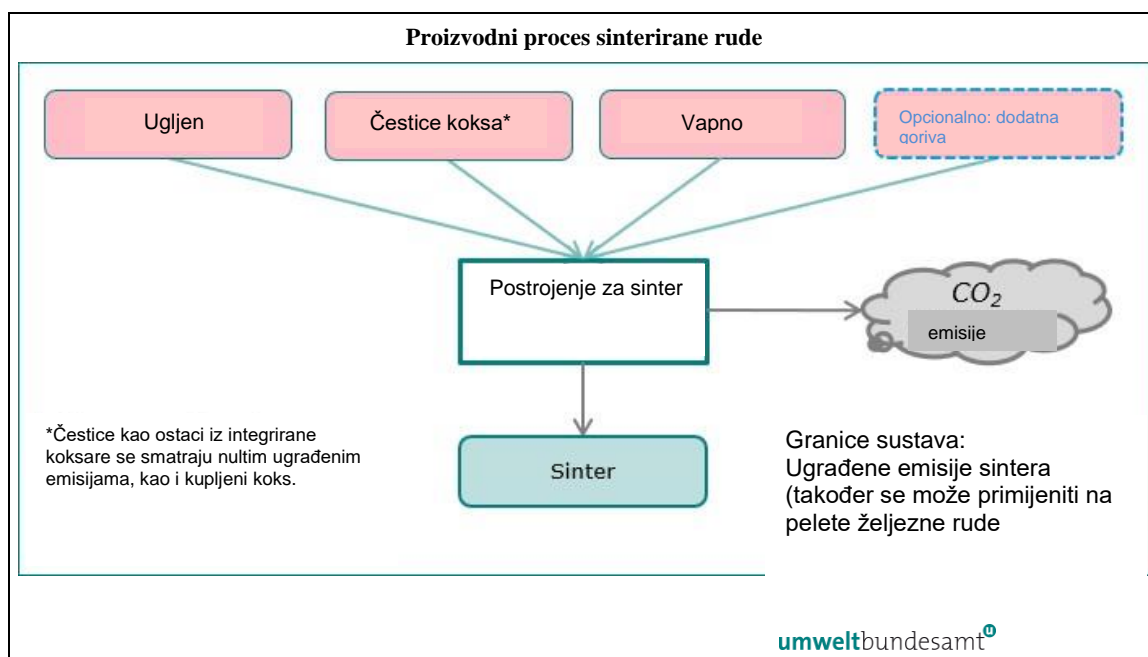 Proizvodni proces sinterirane rude
Ugljen
Čestice koksa*
Vapno
Opcionalno: dodatna
goriva
Postrojenje za sinter
CO2
emisije
*Čestice kao ostaci iz integrirane
koksare se smatraju nultim ugrađenim
emisijama, kao i kupljeni koks.
Sinter
Granice sustava:
Ugrađene emisije sintera
(također se može primijeniti na
pelete željezne rude
umweltbundesamt u